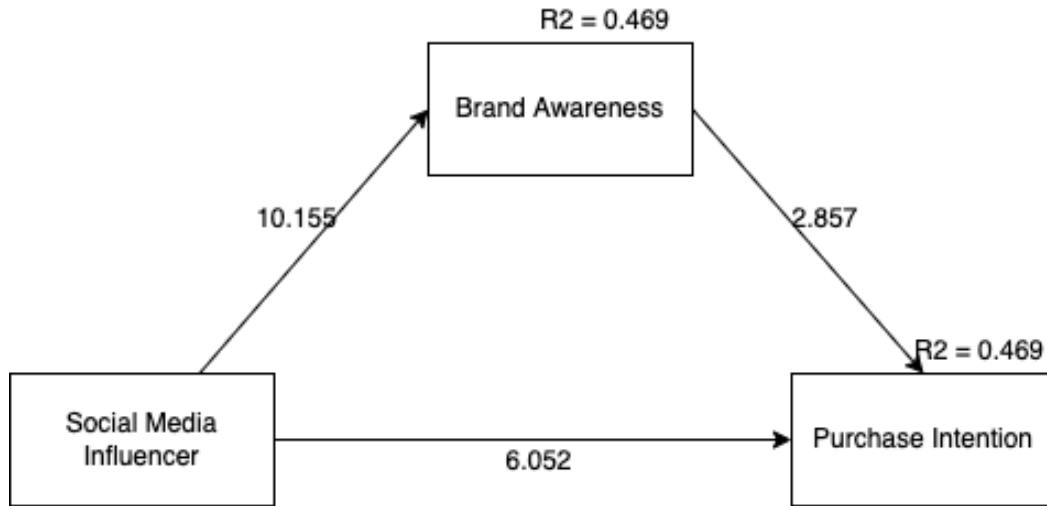 R2 = 0.469
Brand Awareness
10.155
2.857
R2 = 0.469
Social Media
Influencer
Purchase Intention
6.052